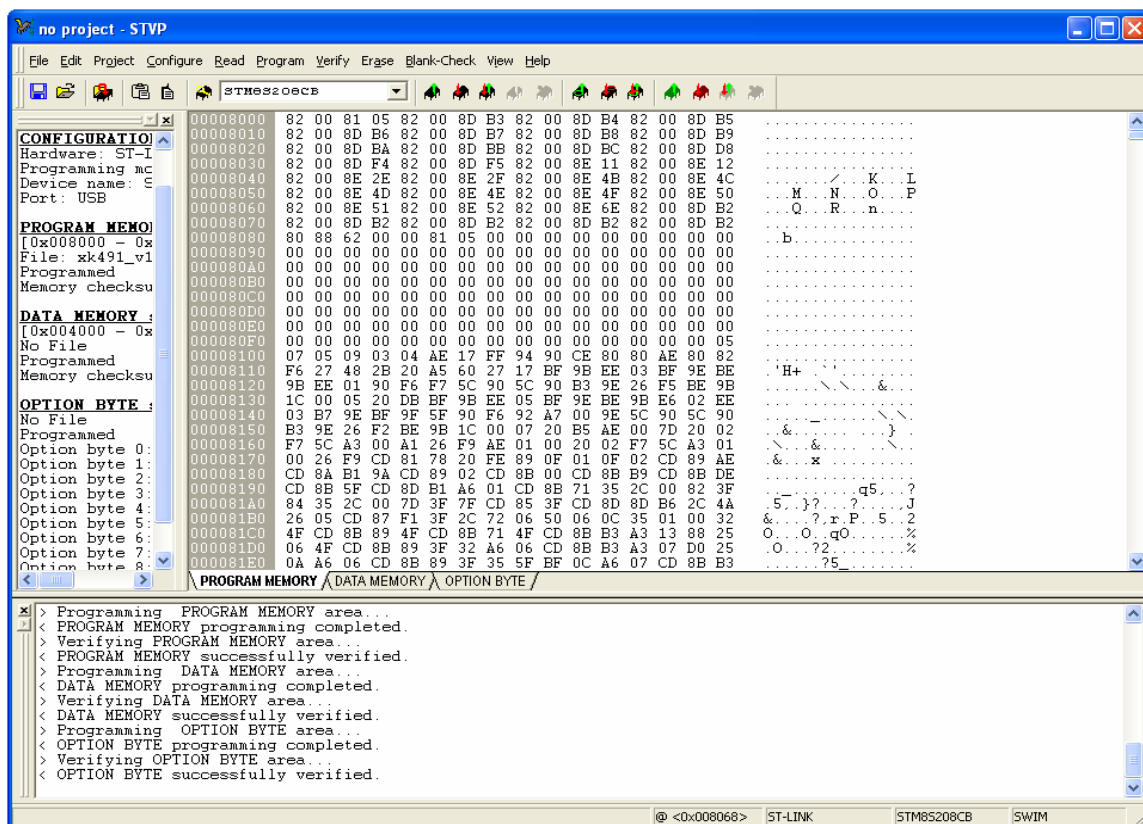 no project - STVP
File Edit Project Configure Read Program Verify Erase Blank-Check View Help
STM8S208CB
CONFIGURATIO
Hardware: ST-L
Programming mo
Device name: S
Port: USB
PROGRAM MEMO
[0x008000 - 0x
File: xk491_v1
Programmed
Memory checksu
DATA MEMORY s
[0x004000 - 0x
No File
Programmed
Memory checksu
OPTION BYTE s
No File
Programmed
Option byte 0:
Option byte 1:
Option byte 2:
Option byte 3:
Option byte 4:
Option byte 5:
Option byte 6:
Option byte 7:
Option byte 8:
00008000 82 00 81 05 82 00 8D B3 82 00 8D B4 82 00 8D B5 ................
00008010 82 00 8D B6 82 00 8D B7 82 00 8D B8 82 00 8D B9 ................
00008020 82 00 8D BA 82 00 8D BB 82 00 8D BC 82 00 8D D8 ................
00008030 82 00 8D F4 82 00 8D F5 82 00 8E 11 82 00 8E 12 ................
00008040 82 00 8E 2E 82 00 8E 2F 82 00 8E 4B 82 00 8E 4C ......./...K...L
00008050 82 00 8E 4D 82 00 8E 4E 82 00 8E 4F 82 00 8E 50 ...M...N...O...P
00008060 82 00 8E 51 82 00 8E 52 82 00 8E 6E 82 00 8D B2 ...Q...R...n....
00008070 82 00 8D B2 82 00 8D B2 82 00 8D B2 82 00 8D B2 ................
00008080 80 88 62 00 00 81 05 00 00 00 00 00 00 00 00 00 ..b.............
00008090 00 00 00 00 00 00 00 00 00 00 00 00 00 00 00 00 ................
000080A0 00 00 00 00 00 00 00 00 00 00 00 00 00 00 00 00 ................
000080B0 00 00 00 00 00 00 00 00 00 00 00 00 00 00 00 00 ................
000080C0 00 00 00 00 00 00 00 00 00 00 00 00 00 00 00 00 ................
000080D0 00 00 00 00 00 00 00 00 00 00 00 00 00 00 00 00 ................
000080E0 00 00 00 00 00 00 00 00 00 00 00 00 00 00 00 00 ................
000080F0 00 00 00 00 00 00 00 00 00 00 00 00 00 00 00 05 ................
00008100 07 05 09 03 04 AE 17 FF 94 90 CE 80 80 AE 80 82
00008110 F6 27 48 2B 20 A5 60 27 17 BF 9B EE 03 BF 9E BE
00008120 9B EE 01 90 F6 F7 5C 90 5C 90 B3 9E 26 F5 BE 9B
00008130 1C 00 05 20 DB BF 9B EE 05 BF 9E BE 9B E6 02 EE
00008140 03 B7 9E BF 9F 5F 90 F6 92 A7 00 9E 5C 90 5C 90
00008150 B3 9E 26 F2 BE 9B 1C 00 07 20 B5 AE 00 7D 20 02
00008160 F7 5C A3 00 A1 26 F9 AE 01 00 20 02 F7 5C A3 01
00008170 00 26 F9 CD 81 78 20 FE 89 0F 01 0F 02 CD 89 AE
00008180 CD 8A B1 9A CD 89 02 CD 8B 00 CD 8B B9 CD 8B DE
00008190 CD 8B 5F CD 8D B1 A6 01 CD 8B 71 35 2C 00 82 3F
000081A0 84 35 2C 00 7D 3F 7F CD 85 3F CD 8D 8D B6 2C 4A
000081B0 26 05 CD 87 F1 3F 2C 72 06 50 06 0C 35 01 00 32
000081C0 4F CD 8B 89 4F CD 8B 71 4F CD 8B B3 A3 13 88 25
000081D0 06 4F CD 8B 89 3F 32 A6 06 CD 8B B3 A3 07 D0 25
000081E0 0A A6 06 CD 8B 89 3F 35 5F BF 0C A6 07 CD 8B B3
PROGRAM MEMORY DATA MEMORY OPTION BYTE
> Programming PROGRAM MEMORY area...
< PROGRAM MEMORY programming completed.
> Verifying PROGRAM MEMORY area...
< PROGRAM MEMORY successfully verified.
> Programming DATA MEMORY area...
< DATA MEMORY programming completed.
> Verifying DATA MEMORY area...
< DATA MEMORY successfully verified.
> Programming OPTION BYTE area...
< OPTION BYTE programming completed.
> Verifying OPTION BYTE area...
< OPTION BYTE successfully verified.
@ <0x008068> ST-LINK STM8S208CB SWIM